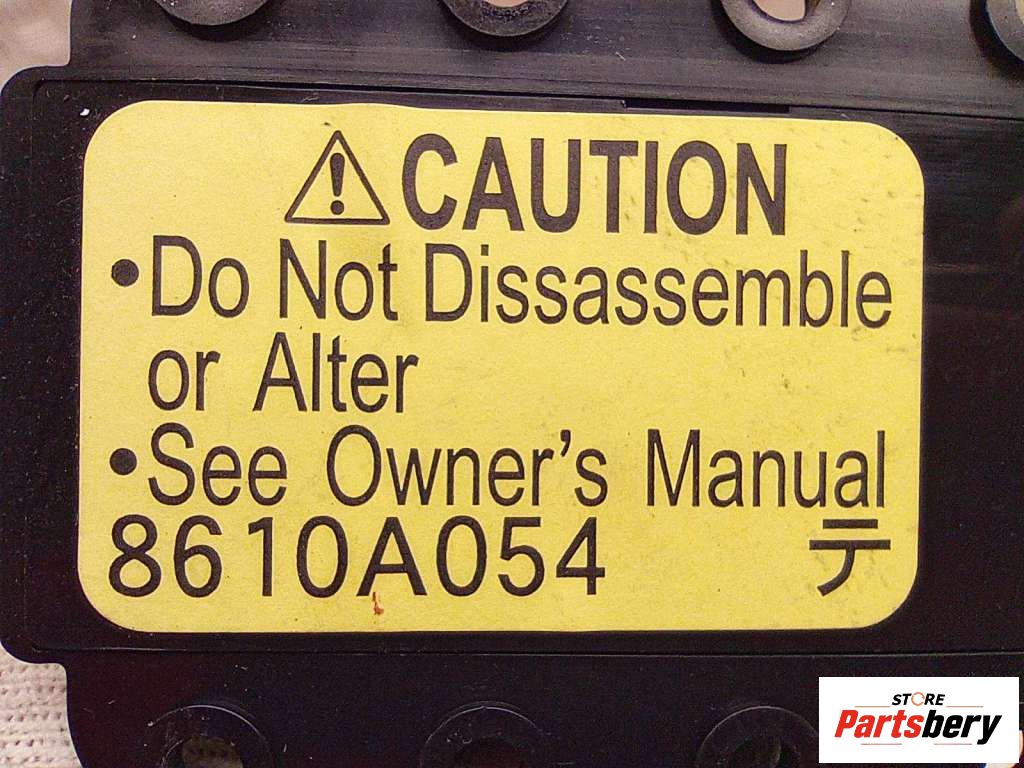 CAUTION
•Do Not Dissassemble
or Alter
•See Owner's Manual
8610A054 テ
STORE
Partsbery